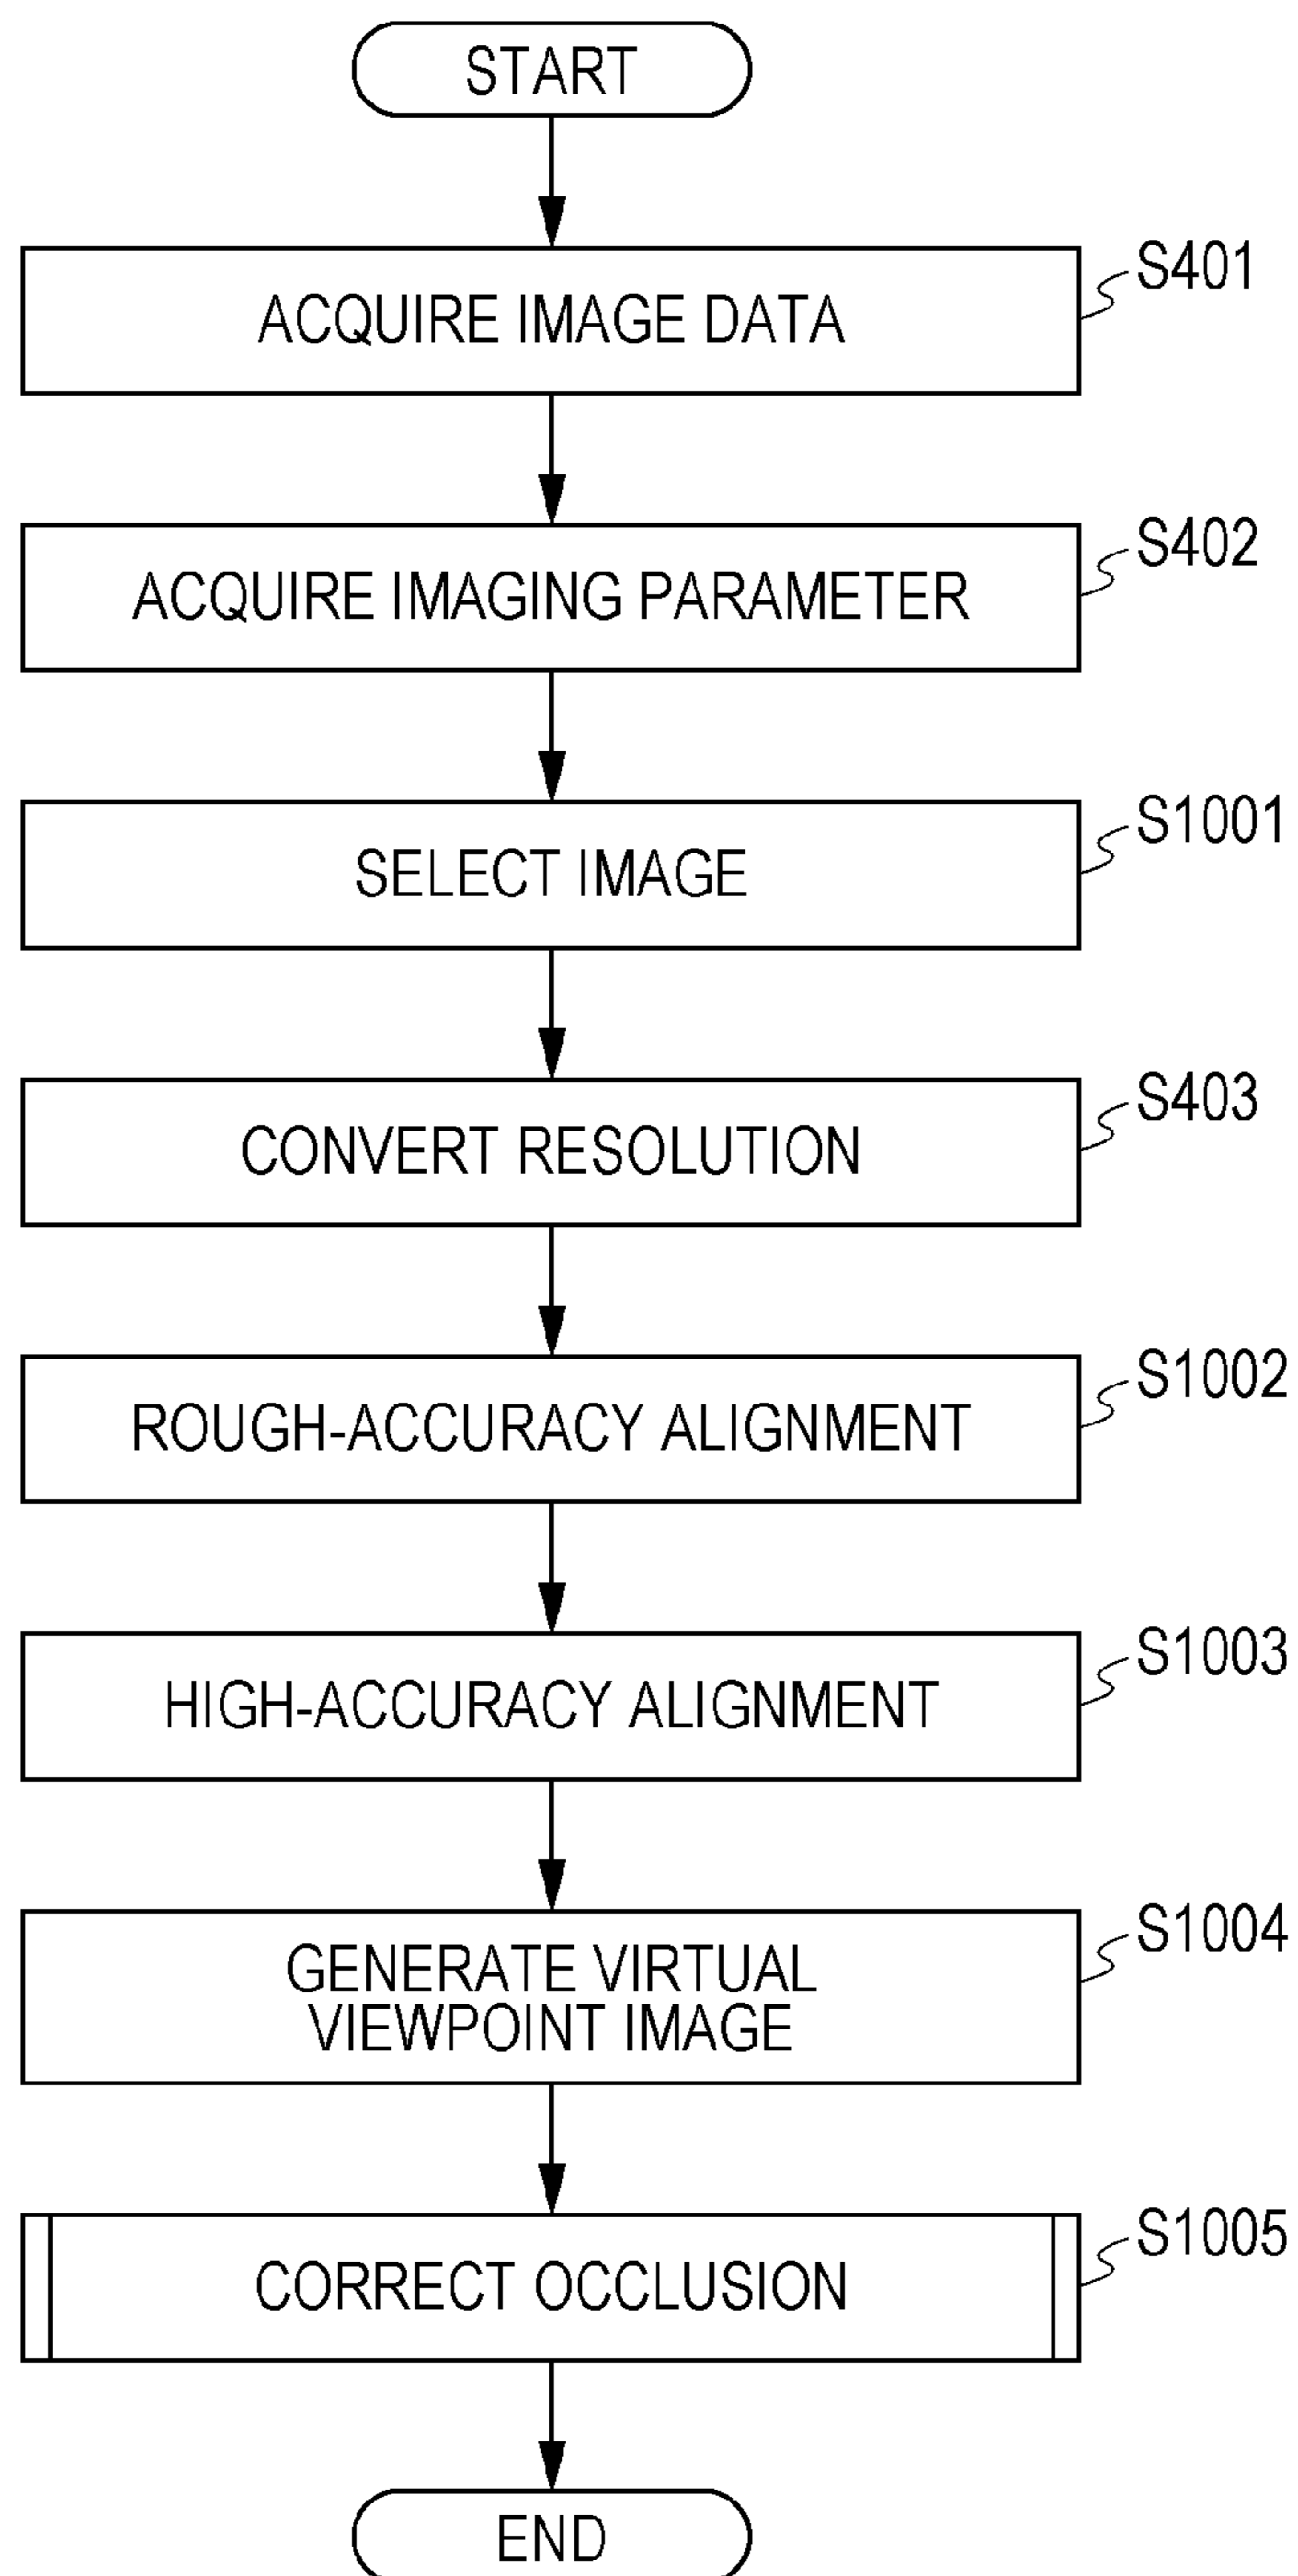 START
ACQUIRE IMAGE DATA
S401
ACQUIRE IMAGING PARAMETER
S402
SELECT IMAGE
S1001
CONVERT RESOLUTION
S403
ROUGH-ACCURACY ALIGNMENT
S1002
HIGH-ACCURACY ALIGNMENT
S1003
GENERATE VIRTUAL
VIEWPOINT IMAGE
S1004
CORRECT OCCLUSION
S1005
END